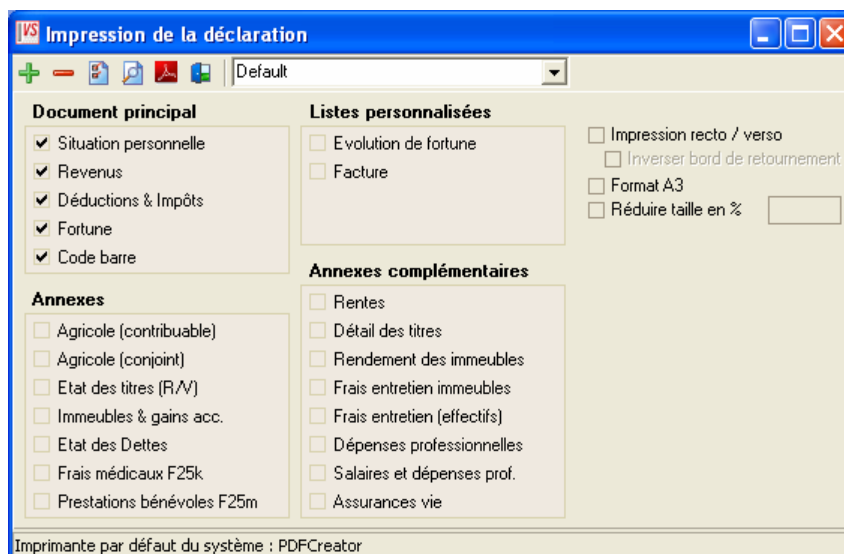 VS Impression de la déclaration
Default
Document principal
Situation personnelle
Revenus
Déductions & Impôts
Fortune
Code barre
Listes personnalisées
Evolution de fortune
Facture
Impression recto / verso
Inverser bord de retournement
Format A3
Réduire taille en %
Annexes
Agricole (contribuable)
Agricole (conjoint)
Etat des titres (R/V)
Immeubles & gains acc.
Etat des Dettes
Frais médicaux F25k
Prestations bénévoles F25m
Annexes complémentaires
Rentes
Détail des titres
Rendement des immeubles
Frais entretien immeubles
Frais entretien (effectifs)
Dépenses professionnelles
Salaires et dépenses prof.
Assurances vie
Imprimante par défaut du système : PDFCreator